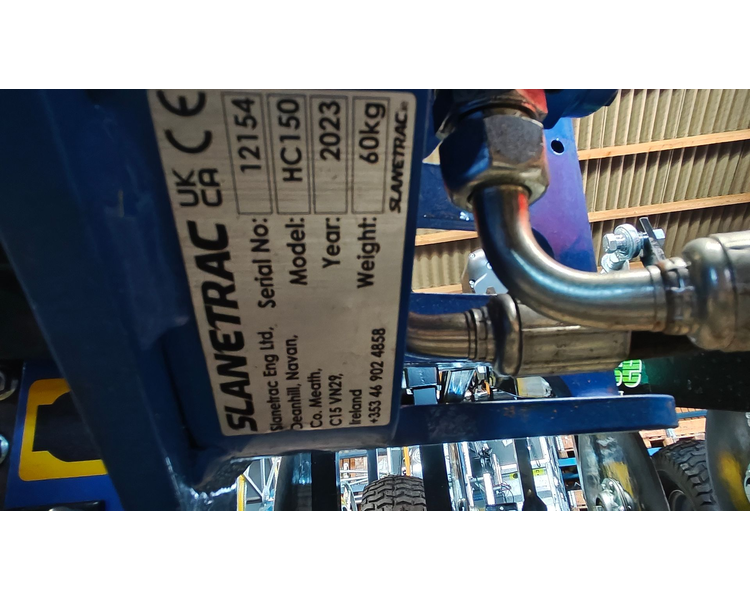 SLANETRAC UK CA CE
Slanetrac Eng Ltd,
Deanhill, Navan,
Co. Meath,
C15 VN29,
Ireland
+353 46 902 4858
Serial No: 12154
Model: HC150
Year: 2023
Weight: 60kg
SLANETRAC